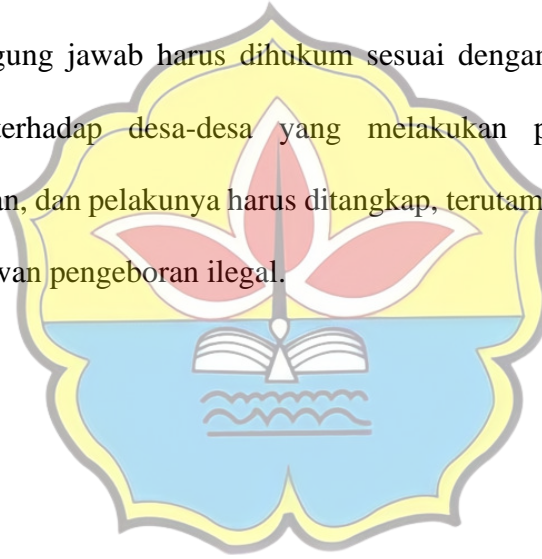 gung jawab harus dihukum sesuai dengan
terhadap desa-desa yang melakukan p
an, dan pelakunya harus ditangkap, terutam
wan pengeboran ilegal.